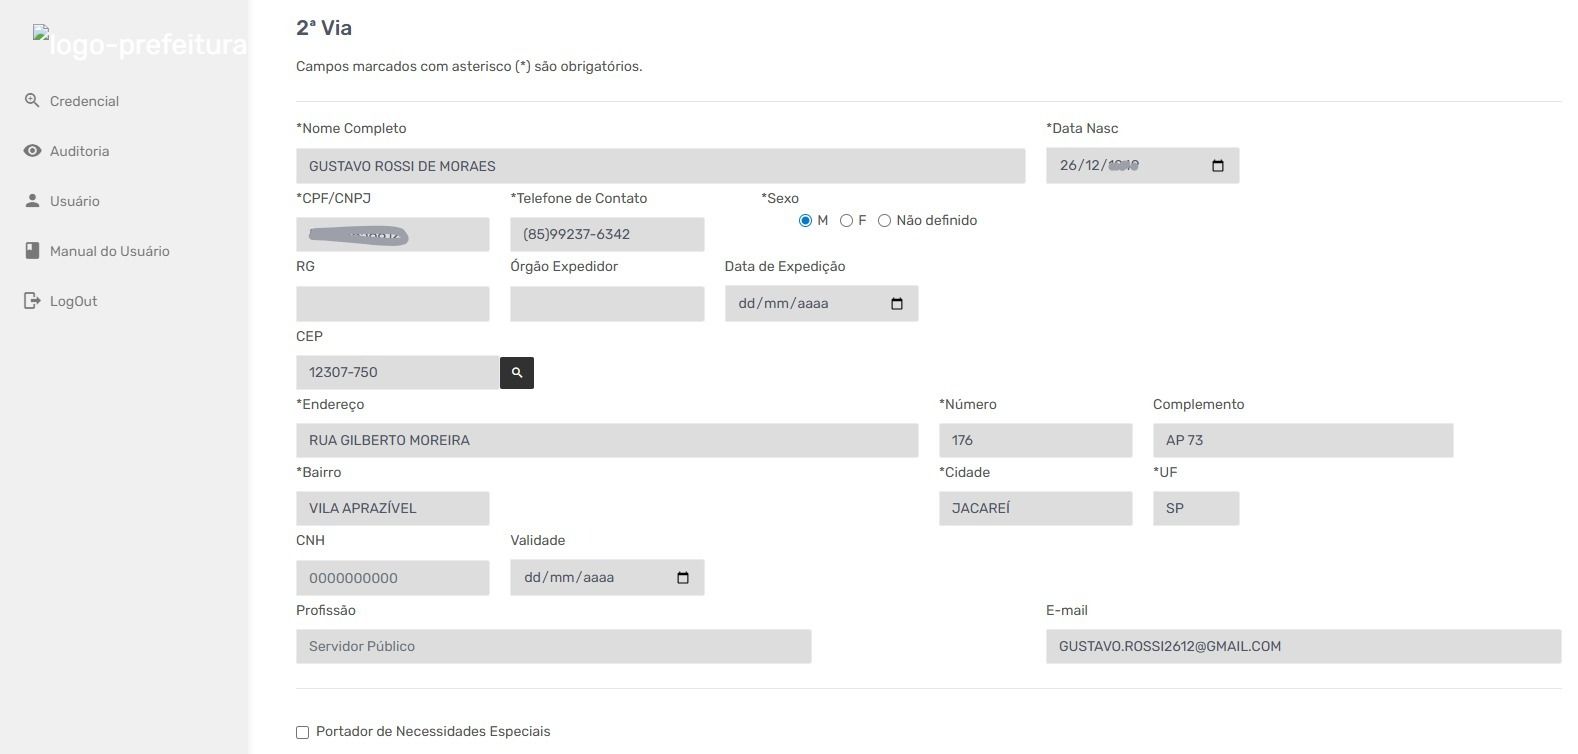 logo-prefeitura
Credencial
Auditoria
Usuário
Manual do Usuário
LogOut
2ª Via
Campos marcados com asterisco (*) são obrigatórios.
*Nome Completo
*Data Nasc
GUSTAVO ROSSI DE MORAES
26/12/
*CPF/CNPJ
*Telefone de Contato
*Sexo
(85)99237-6342
M F Não definido
RG
Órgão Expedidor
Data de Expedição
dd/mm/aaaa
CEP
12307-750
*Endereço
*Número
Complemento
RUA GILBERTO MOREIRA
176
AP 73
*Bairro
*Cidade
*UF
VILA APRAZÍVEL
JACAREÍ
SP
CNH
Validade
0000000000
dd/mm/aaaa
Profissão
E-mail
Servidor Público
GUSTAVO.ROSSI2612@GMAIL.COM
Portador de Necessidades Especiais